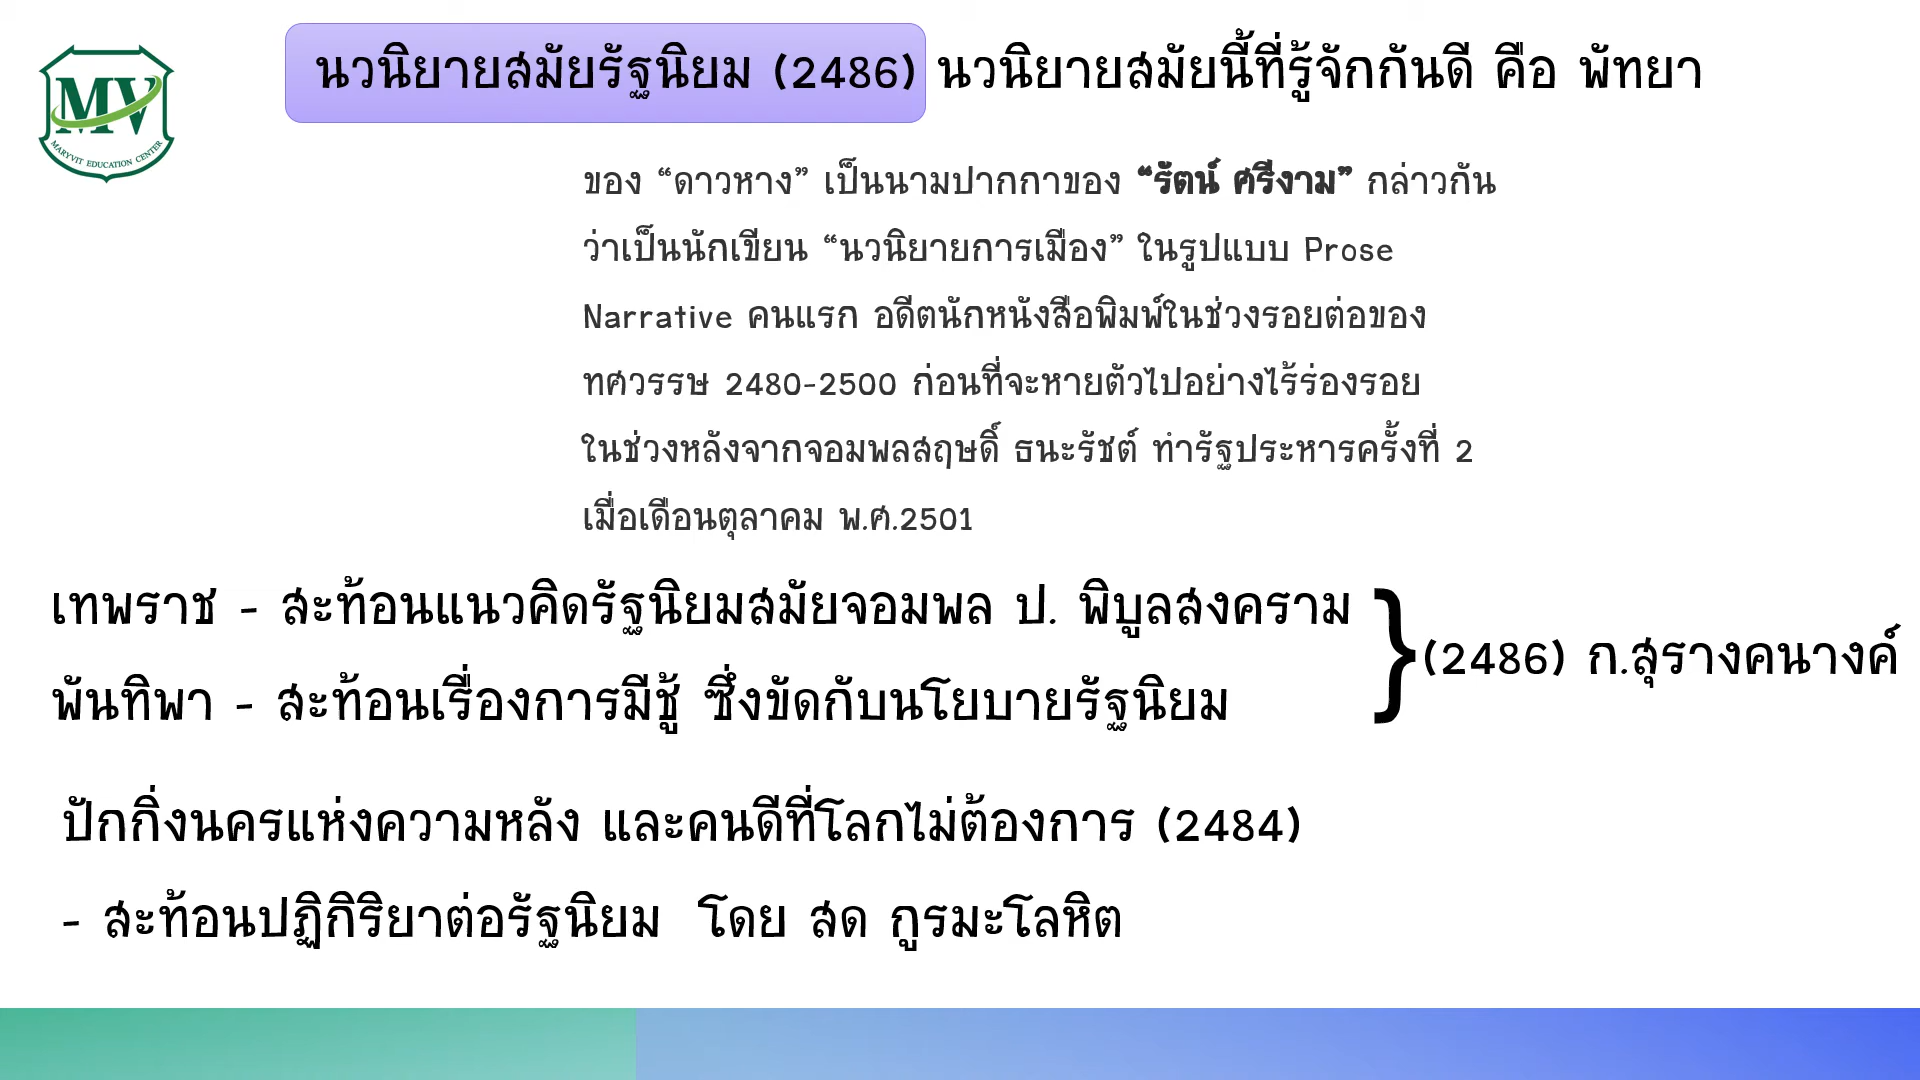 MV
MARYVIT EDUCATION CENTER
นวนิยายสมัยรัฐนิยม (2486) นวนิยายสมัยนี้ที่รู้จักกันดี คือ พัทยา
ของ “ดาวหาง” เป็นนามปากกาของ “รัตน์ ศรีงาม” กล่าวกัน
ว่าเป็นนักเขียน “นวนิยายการเมือง” ในรูปแบบ Prose
Narrative คนแรก อดีตนักหนังสือพิมพ์ในช่วงรอยต่อของ
ทศวรรษ 2480-2500 ก่อนที่จะหายตัวไปอย่างไร้ร่องรอย
ในช่วงหลังจากจอมพลสฤษดิ์ ธนะรัชต์ ทำรัฐประหารครั้งที่ 2
เมื่อเดือนตุลาคม พ.ศ.2501
เทพราช - สะท้อนแนวคิดรัฐนิยมสมัยจอมพล ป. พิบูลสงคราม
พันทิพา - สะท้อนเรื่องการมีชู้ ซึ่งขัดกับนโยบายรัฐนิยม
} (2486) ก.สุรางคนางค์
ปักกิ่งนครแห่งความหลัง และคนดีที่โลกไม่ต้องการ (2484)
- สะท้อนปฏิกิริยาต่อรัฐนิยม โดย สด กูรมะโลหิต